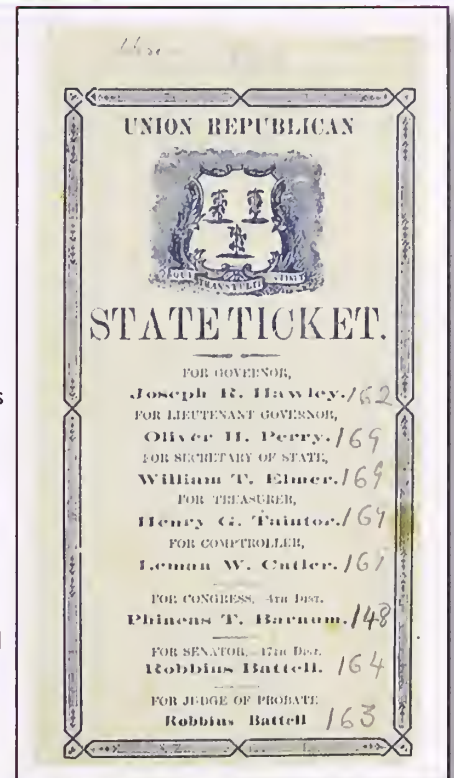 UNION REPUBLICAN
QUI TRANSTULIT SUSTINET
STATE TICKET.
FOR GOVERNOR,
Joseph R. Hawley. 162
FOR LIEUTENANT GOVERNOR,
Oliver H. Perry. 169
FOR SECRETARY OF STATE,
William T. Elmer. 169
FOR TREASURER,
Henry G. Taintor. 169
FOR COMPTROLLER,
Leman W. Cutler. 169
FOR CONGRESS, 4TH DIST.
Phineas T. Barnum. 148
FOR SENATOR, 17TH DIST.
Robbins Battell. 164
FOR JUDGE OF PROBATE
Robbins Battell 163